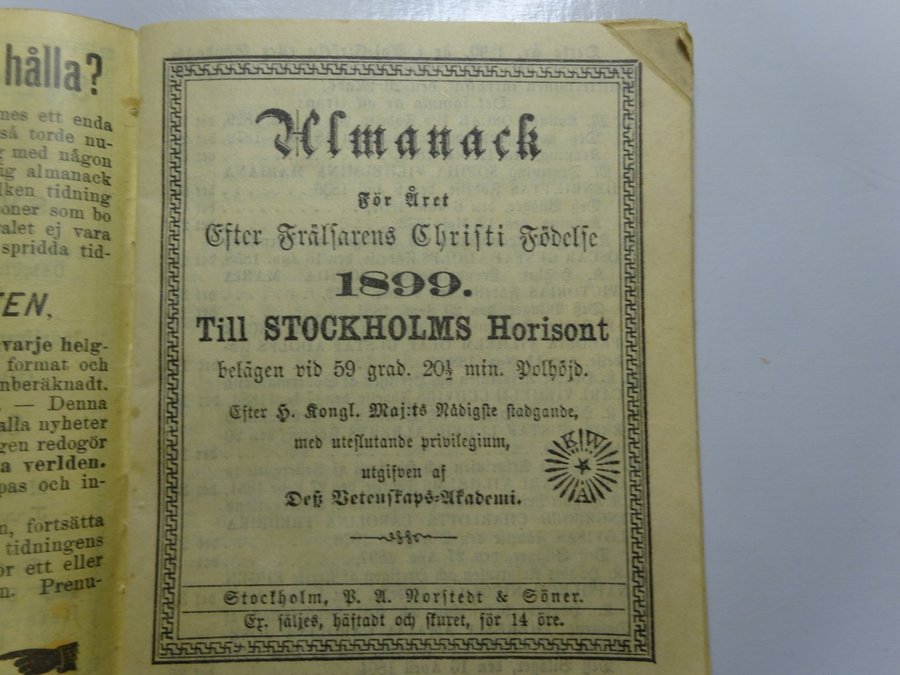 hålla?
nes ett enda
så torde nu-
g med någon
ig almanack
lken tidning
oner som bo
valet ej vara
spridda tid-
EN,
varje helg-
format och
nberäknadt.
. — Denna
alla nyheter
gen redogör
a verlden.
pas och in-
n, fortsätta
tidningens
ör ett eller
n. Prenu-
Almanack
För Året
Efter Frälsarens Christi Födelse
1899.
Till STOCKHOLMS Horisont
belägen vid 59 grad. 20½ min. Polhöjd.
Efter H. Kongl. Maj:ts Nådigste stadgande,
med uteslutande privilegium,
utgifven af
Deß Vetenskaps-Akademi.
K W A
Stockholm, P. A. Norstedt & Söner.
Ex. säljes, häftadt och skuret, för 14 öre.